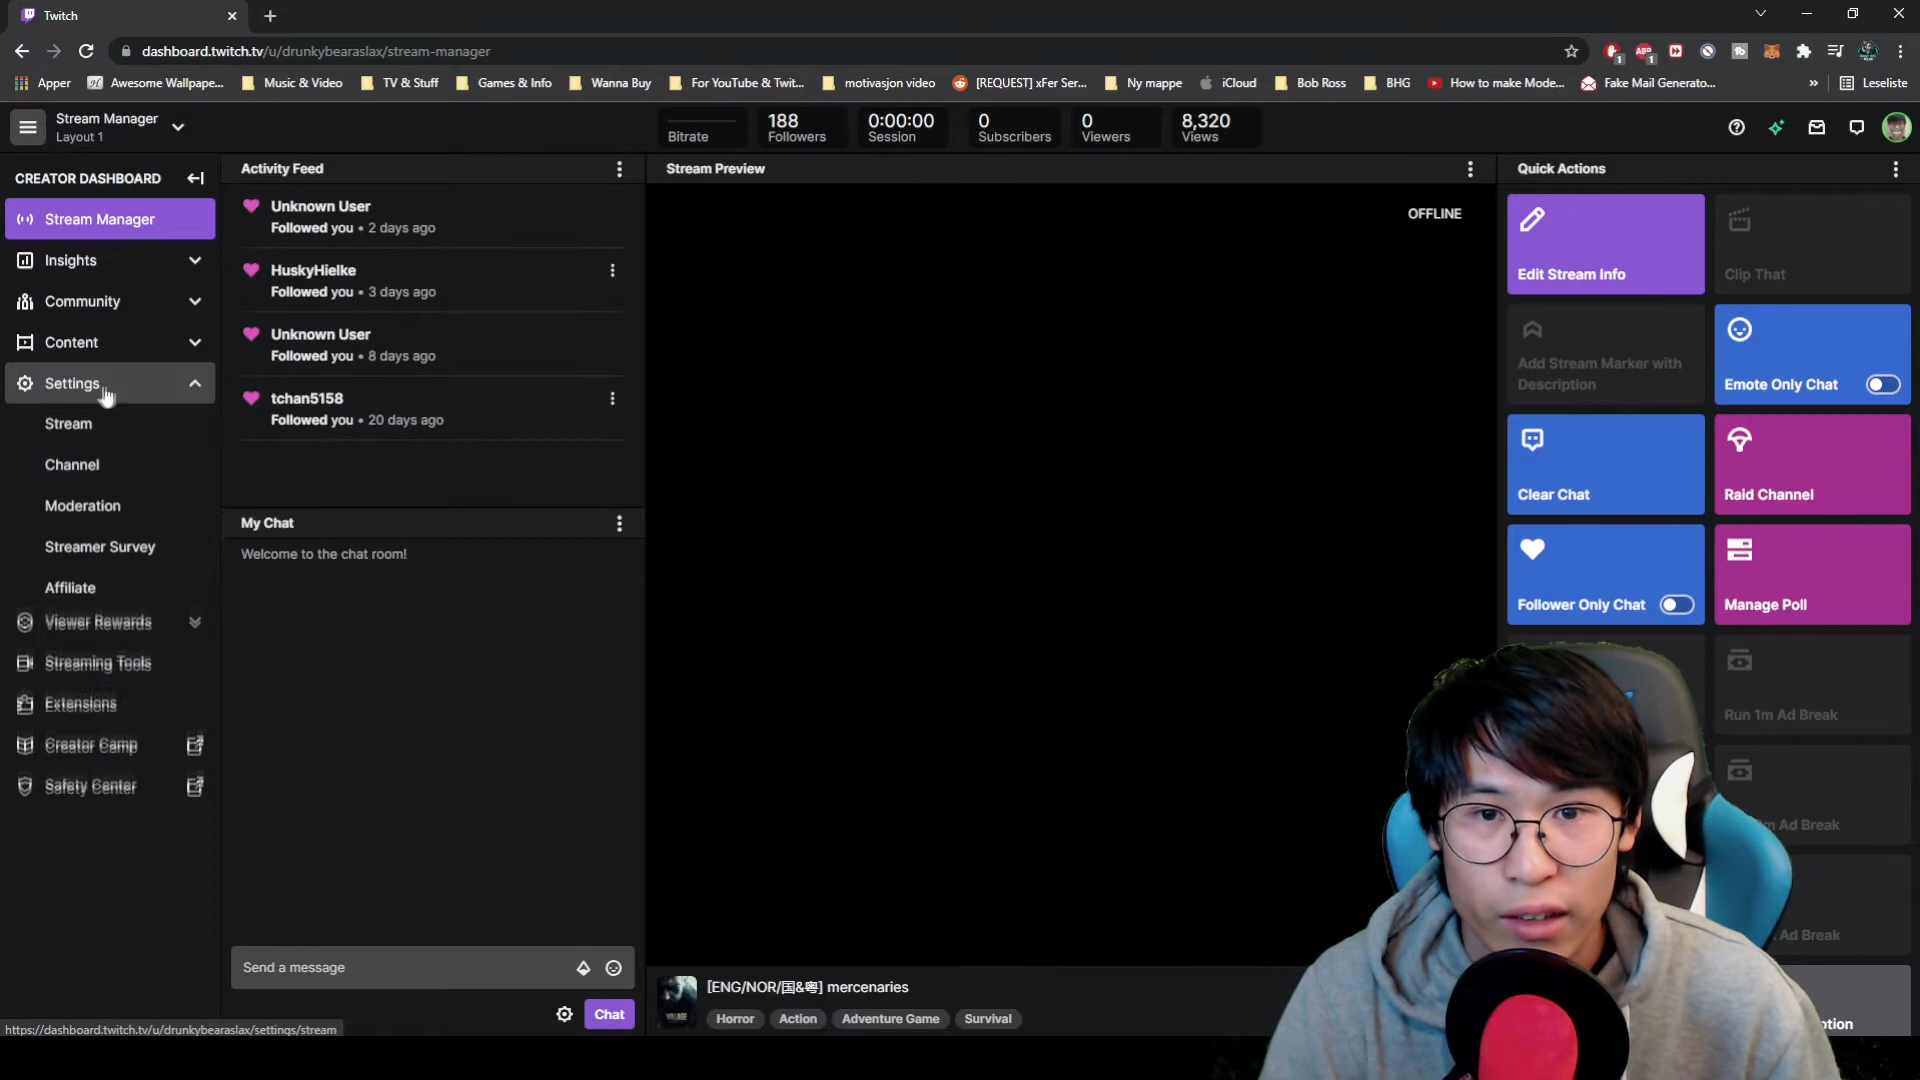 Twitch
dashboard.twitch.tv/u/drunkybearaslax/stream-manager
1
ABP
1
tb
Apper
Awesome Wallpape...
Music & Video
TV & Stuff
Games & Info
Wanna Buy
For YouTube & Twit...
motivasjon video
[REQUEST] xFer Ser...
Ny mappe
iCloud
Bob Ross
BHG
How to make Mode...
Fake Mail Generato...
»
Leseliste
Stream Manager
Layout 1
Bitrate
188
Followers
0:00:00
Session
0
Subscribers
0
Viewers
8,320
Views
CREATOR DASHBOARD
Stream Manager
Insights
Community
Content
Settings
Stream
Channel
Moderation
Streamer Survey
Affiliate
Viewer Rewards
Streaming Tools
Extensions
Creator Camp
Safety Center
Activity Feed
Unknown User
Followed you • 2 days ago
HuskyHielke
Followed you • 3 days ago
Unknown User
Followed you • 8 days ago
tchan5158
Followed you • 20 days ago
My Chat
Welcome to the chat room!
Send a message
Chat
Stream Preview
OFFLINE
VILLAGE
[ENG/NOR/国&粤] mercenaries
Horror
Action
Adventure Game
Survival
Quick Actions
Edit Stream Info
Clip That
Add Stream Marker with
Description
Emote Only Chat
Clear Chat
Raid Channel
Follower Only Chat
Manage Poll
Run 1m Ad Break
m Ad Break
Ad Break
https://dashboard.twitch.tv/u/drunkybearaslax/settings/stream